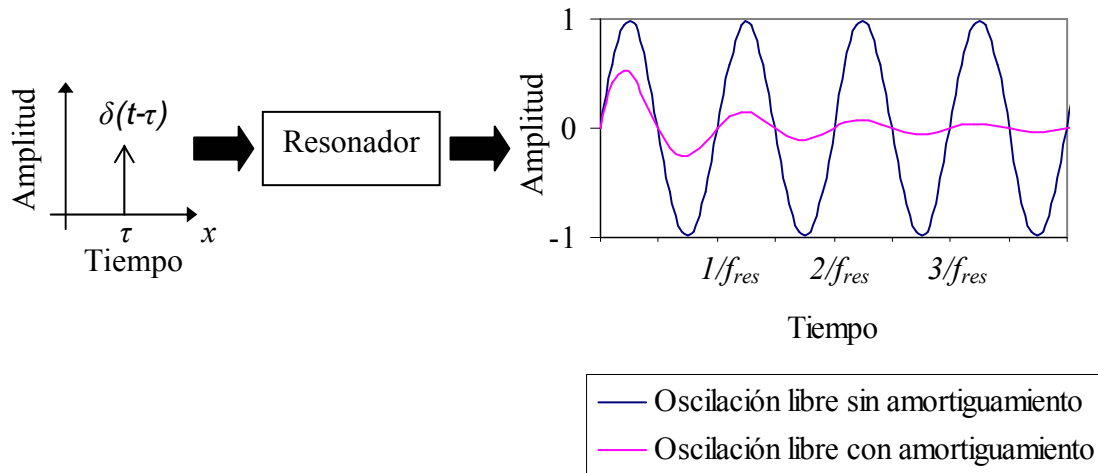 Amplitud
δ(t-τ)
τ
x
Tiempo
Resonador
Amplitud
1
0
-1
1/fres
2/fres
3/fres
Tiempo
Oscilación libre sin amortiguamiento
Oscilación libre con amortiguamiento